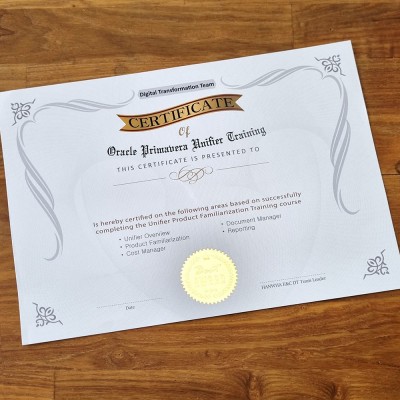 Digital Transformation Team
CERTIFICATE
Of
Oracle Primavera Unifier Training
THIS CERTIFICATE IS PRESENTED TO
Is hereby certified on the following areas based on successfully
completing the Unifier Product Familiarization Training course
• Unifier Overview
• Product Familiarization
• Cost Manager
• Document Manager
• Reporting
Date
HANWHA E&C DT Team Leader